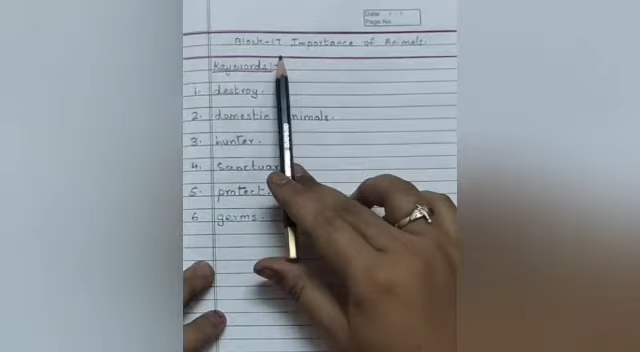 Date
Page No.
Block-17 Importance of Animals.
Keywords:-
1. destroy.
2. domestic animals.
3. hunter.
4. Sanctuar
5. protect
6. germs.